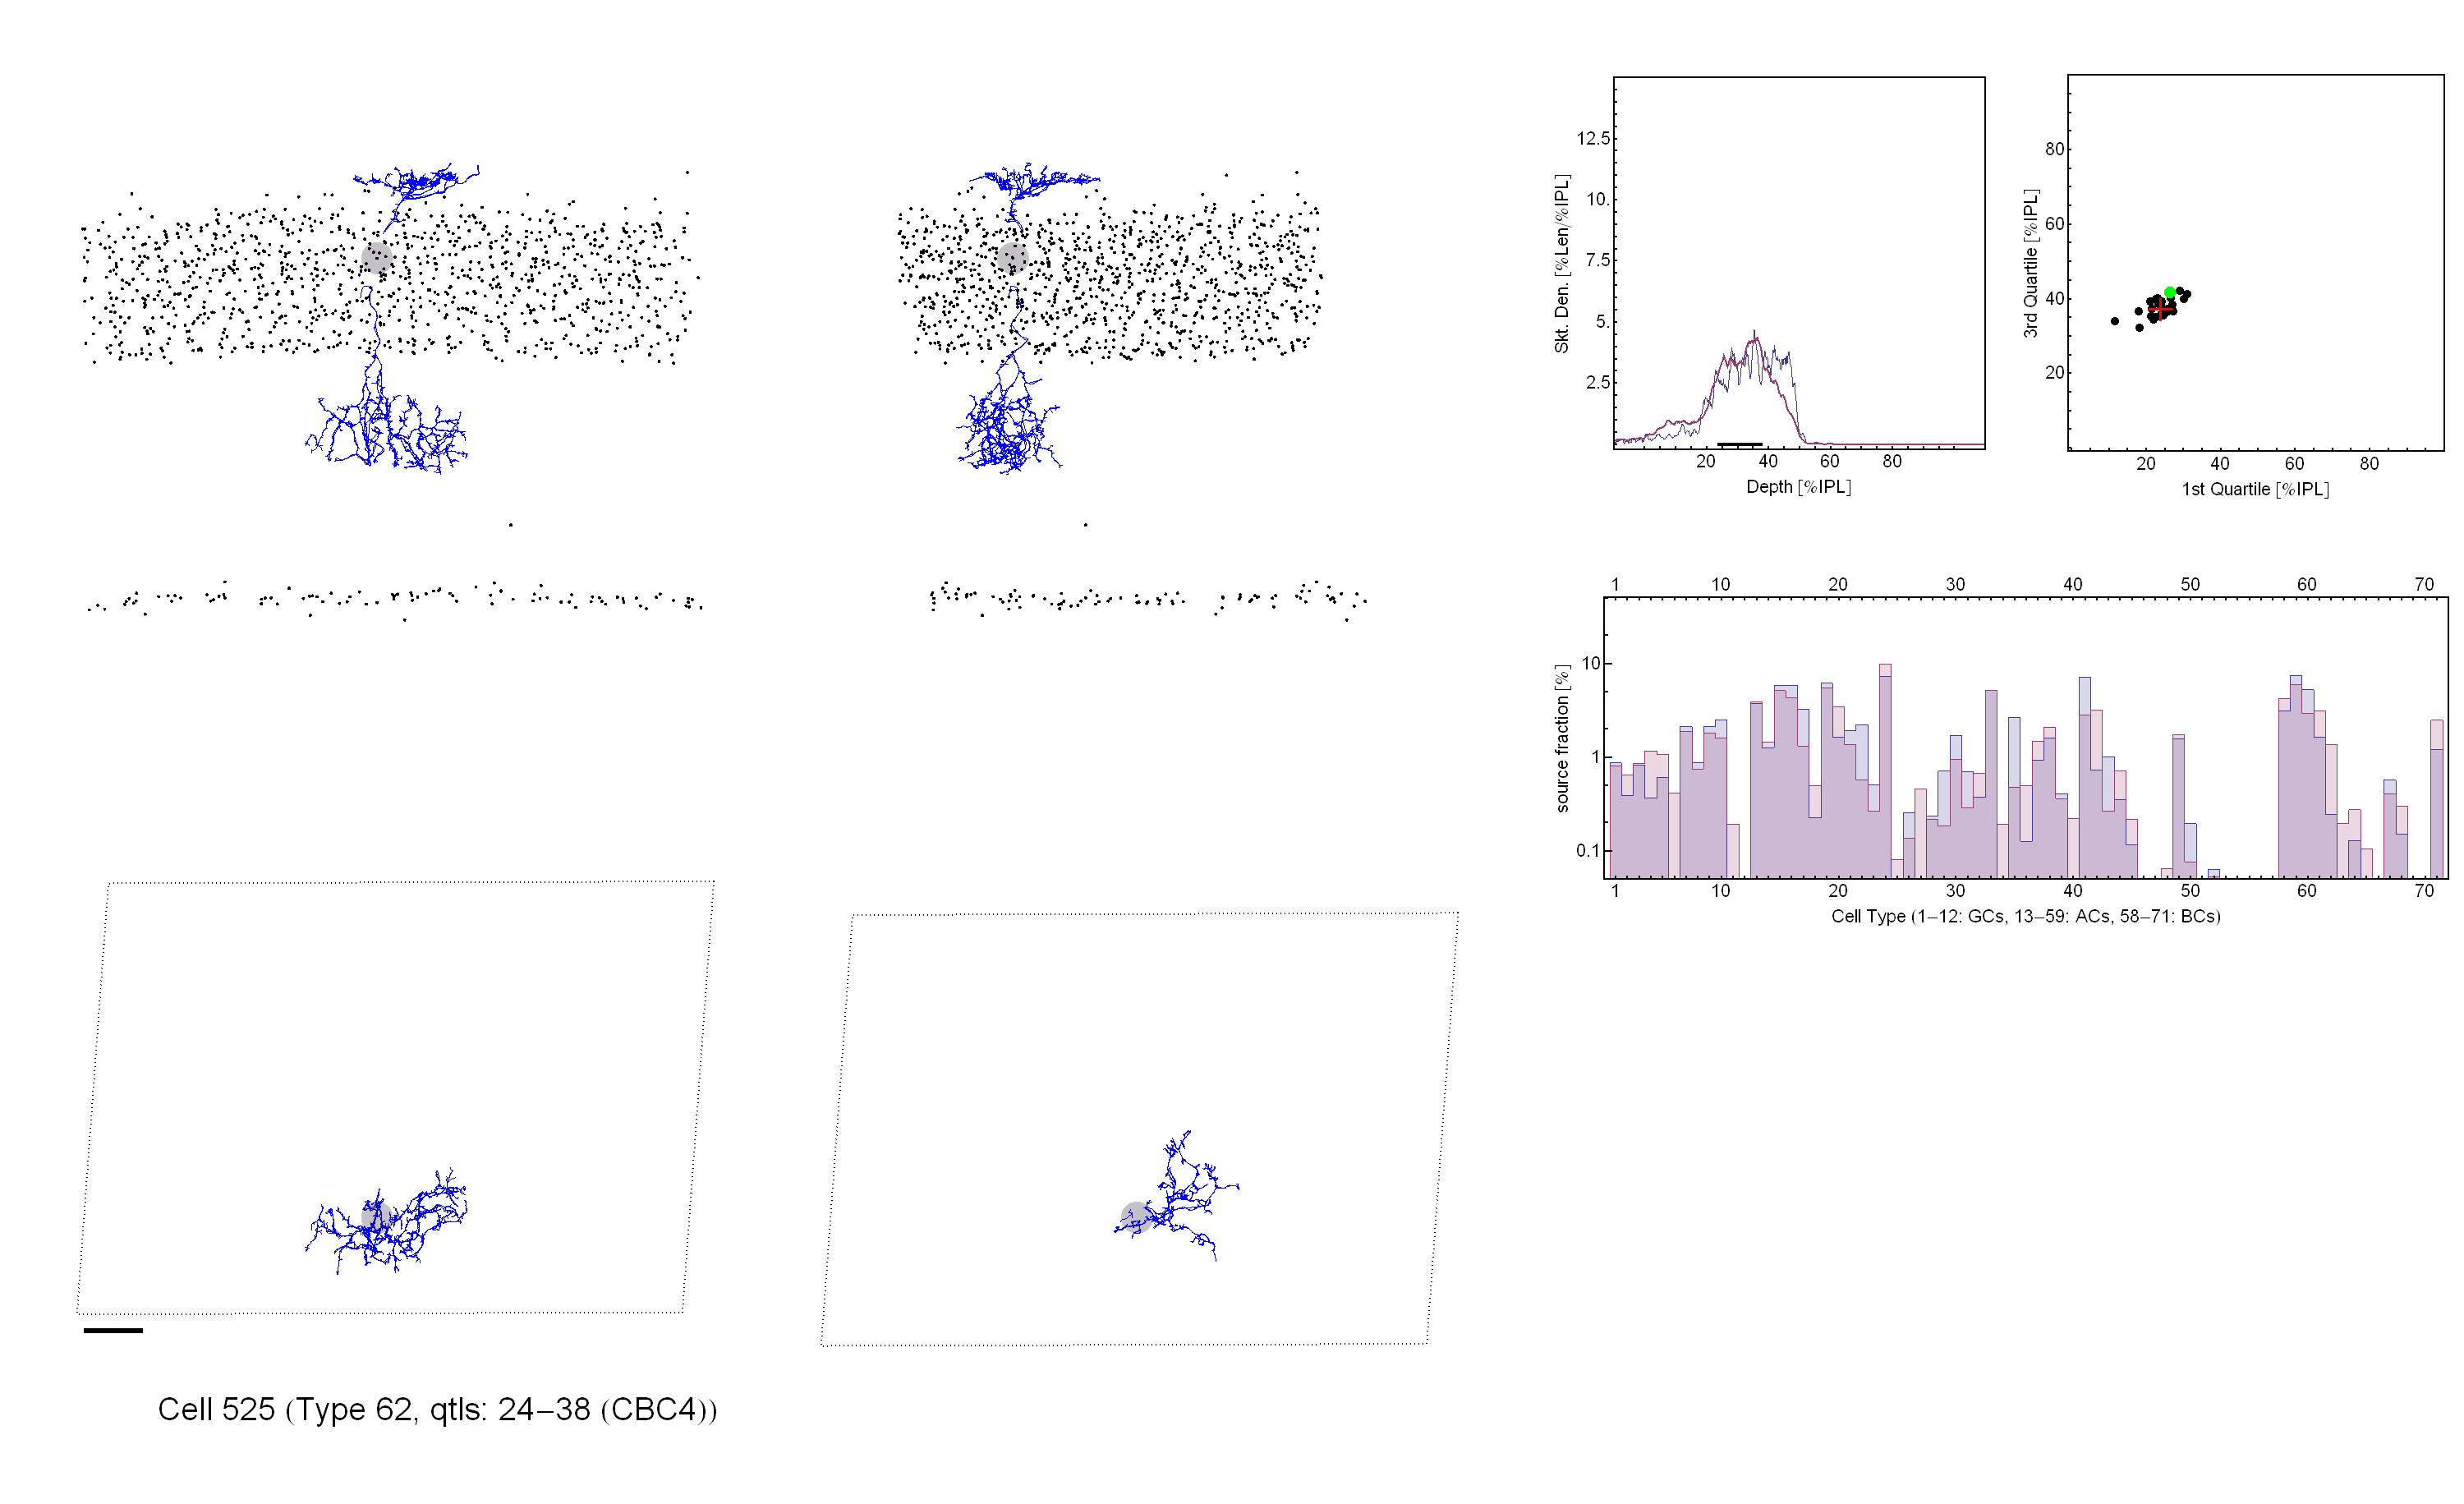 12.5
10.
7.5
5.
2.5
Skt. Den. [%Len/%IPL]
20 40 60 80
Depth [%IPL]
80
60
40
20
3rd Quartile [%IPL]
20 40 60 80
1st Quartile [%IPL]
1 10 20 30 40 50 60 70
10
1
0.1
source fraction [%]
1 10 20 30 40 50 60 70
Cell Type (1–12: GCs, 13–59: ACs, 58–71: BCs)
Cell 525 (Type 62, qtls: 24–38 (CBC4))